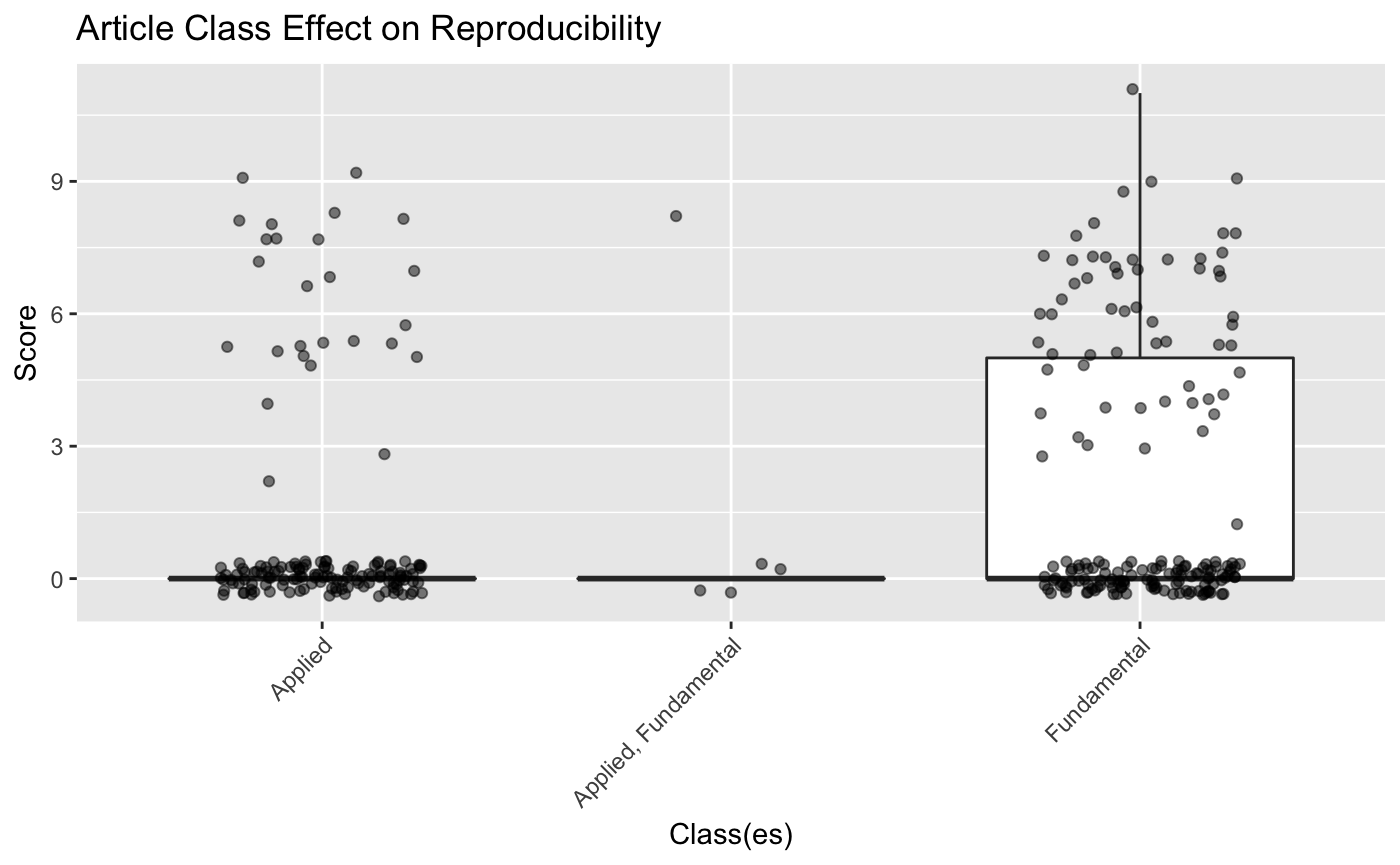 Article Class Effect on Reproducibility
Score
9
6
3
0
Applied
Applied, Fundamental
Fundamental
Class(es)